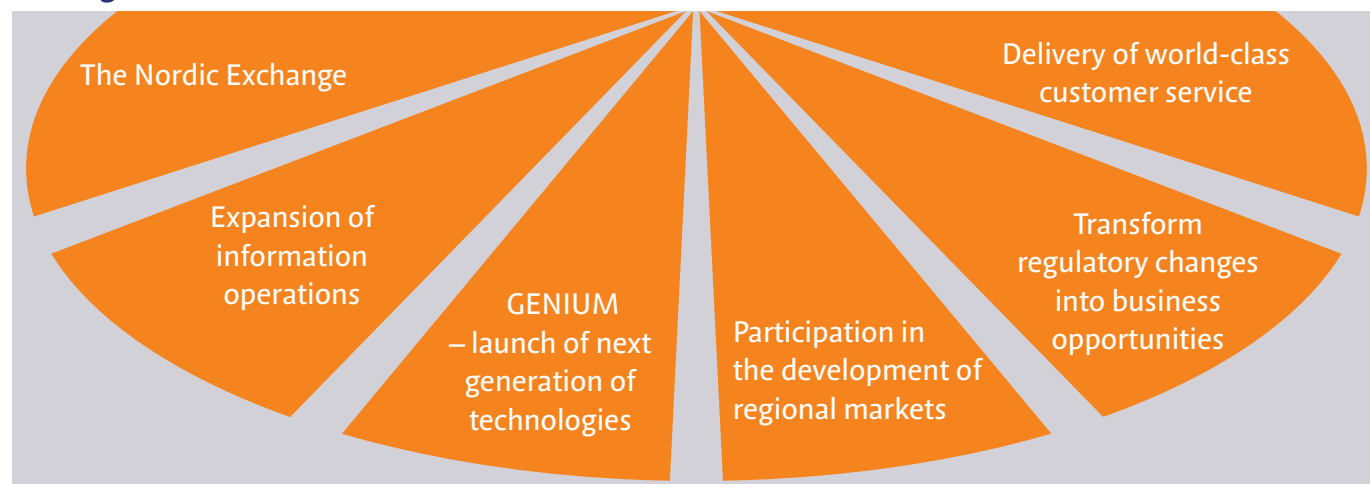 The Nordic Exchange
Expansion of
information
operations
GENIUM
– launch of next
generation of
technologies
Participation in
the development of
regional markets
Transform
regulatory changes
into business
opportunities
Delivery of world-class
customer service